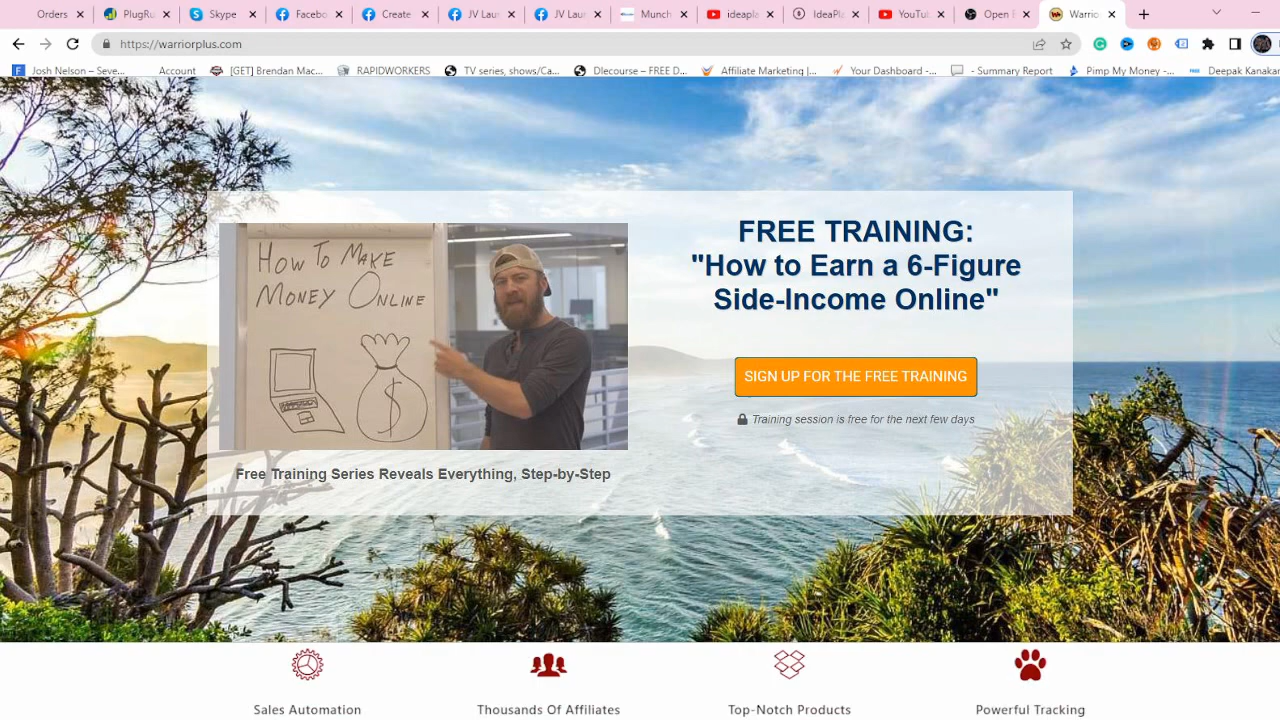 Orders
PlugRu
Skype
Facebo
Create
JV Laun
JV Laun
Munch
ideapla
IdeaPla
YouTub
Open B
Warrio
https://warriorplus.com
Josh Nelson – Seve...
Account
[GET] Brendan Mac...
RAPIDWORKERS
TV series, shows/Ca...
Dlecourse – FREE D...
Affiliate Marketing |...
Your Dashboard -...
- Summary Report
Pimp My Money -...
Deepak Kanakar
HOW TO MAKE
MONEY ONLINE
$
Free Training Series Reveals Everything, Step-by-Step
FREE TRAINING:
"How to Earn a 6-Figure
Side-Income Online"
SIGN UP FOR THE FREE TRAINING
Training session is free for the next few days
Sales Automation
Thousands Of Affiliates
Top-Notch Products
Powerful Tracking